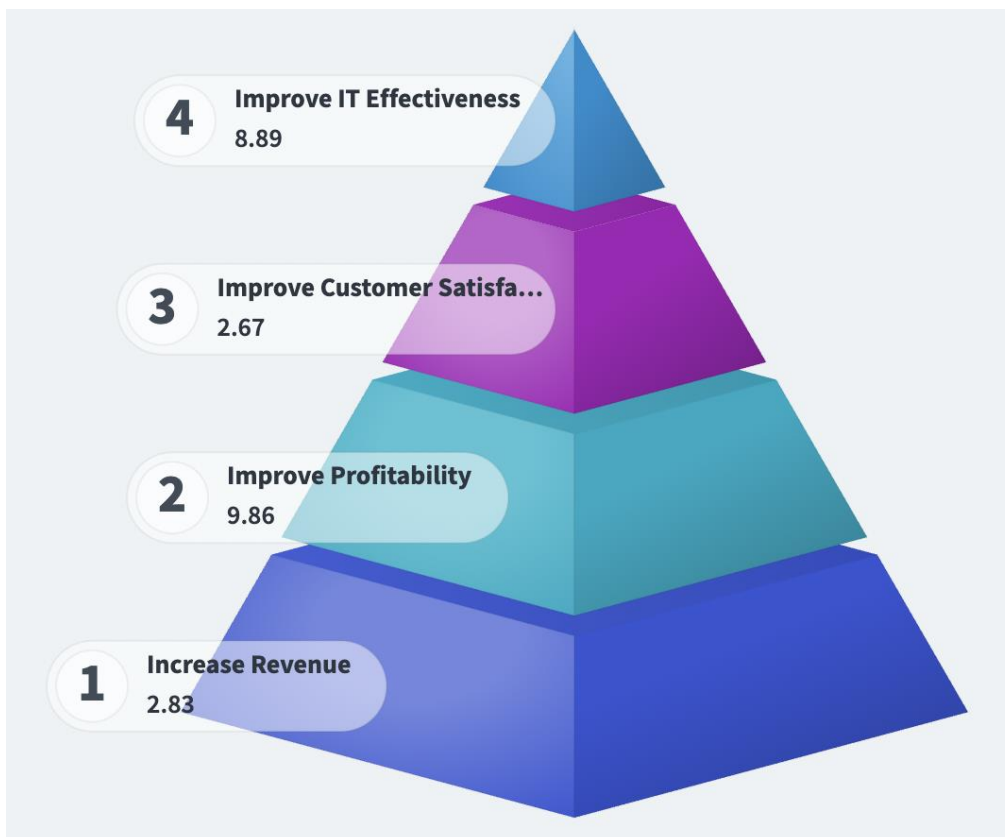 4
Improve IT Effectiveness
8.89
3
Improve Customer Satisfa...
2.67
2
Improve Profitability
9.86
1
Increase Revenue
2.83